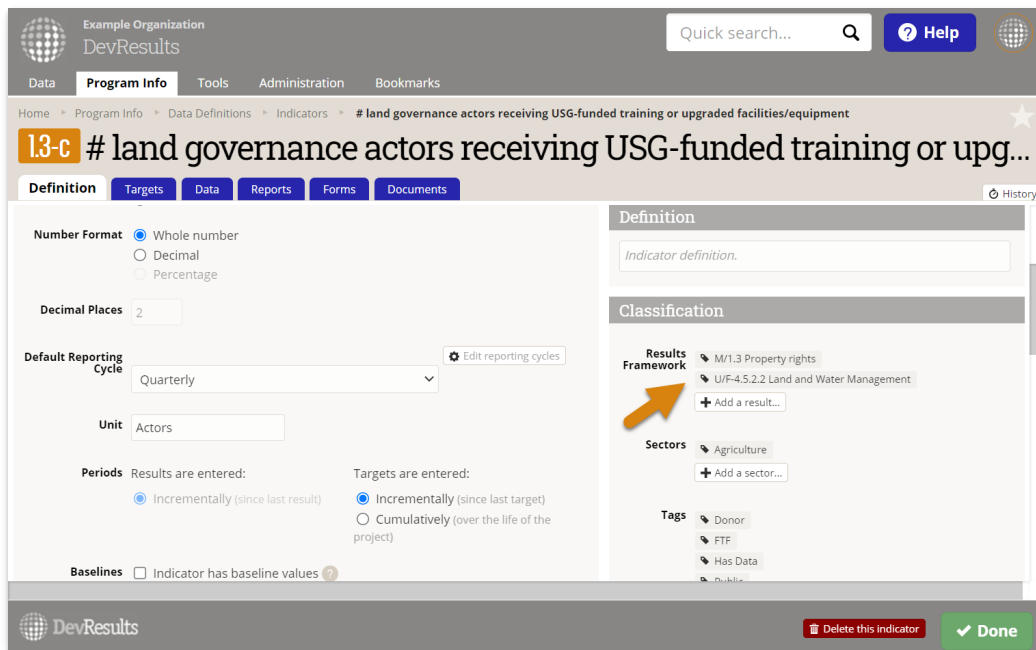 Example Organization
DevResults
Quick search...
Help
Data Program Info Tools Administration Bookmarks
Home Program Info Data Definitions Indicators # land governance actors receiving USG-funded training or upgraded facilities/equipment
1.3-c # land governance actors receiving USG-funded training or upg...
Definition Targets Data Reports Forms Documents
History
Number Format
Whole number
Decimal
Percentage
Decimal Places 2
Default Reporting
Cycle
Edit reporting cycles
Quarterly
Unit Actors
Periods Results are entered: Targets are entered:
Incrementally (since last result) Incrementally (since last target)
Cumulatively (over the life of the
project)
Baselines Indicator has baseline values ?
Definition
Indicator definition.
Classification
Results
Framework
M/1.3 Property rights
U/F-4.5.2.2 Land and Water Management
Add a result...
Sectors Agriculture
Add a sector...
Tags Donor
FTF
Has Data
Public
DevResults
Delete this indicator
Done